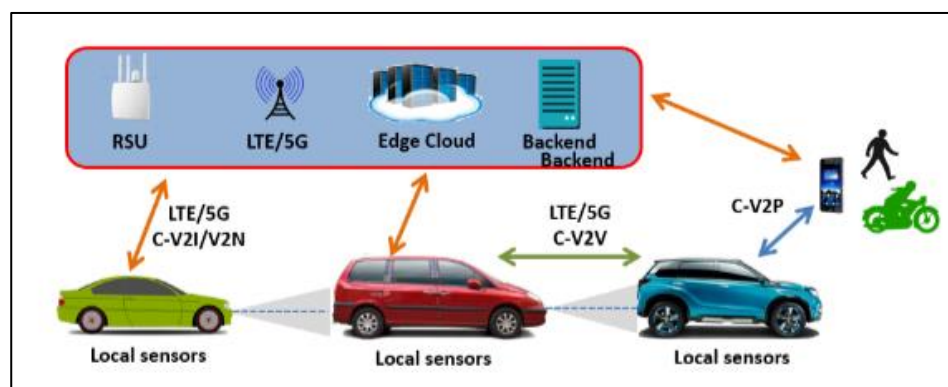 RSU
LTE/5G
Edge Cloud
Backend
Backend
LTE/5G
C-V2I/V2N
LTE/5G
C-V2V
C-V2P
Local sensors
Local sensors
Local sensors